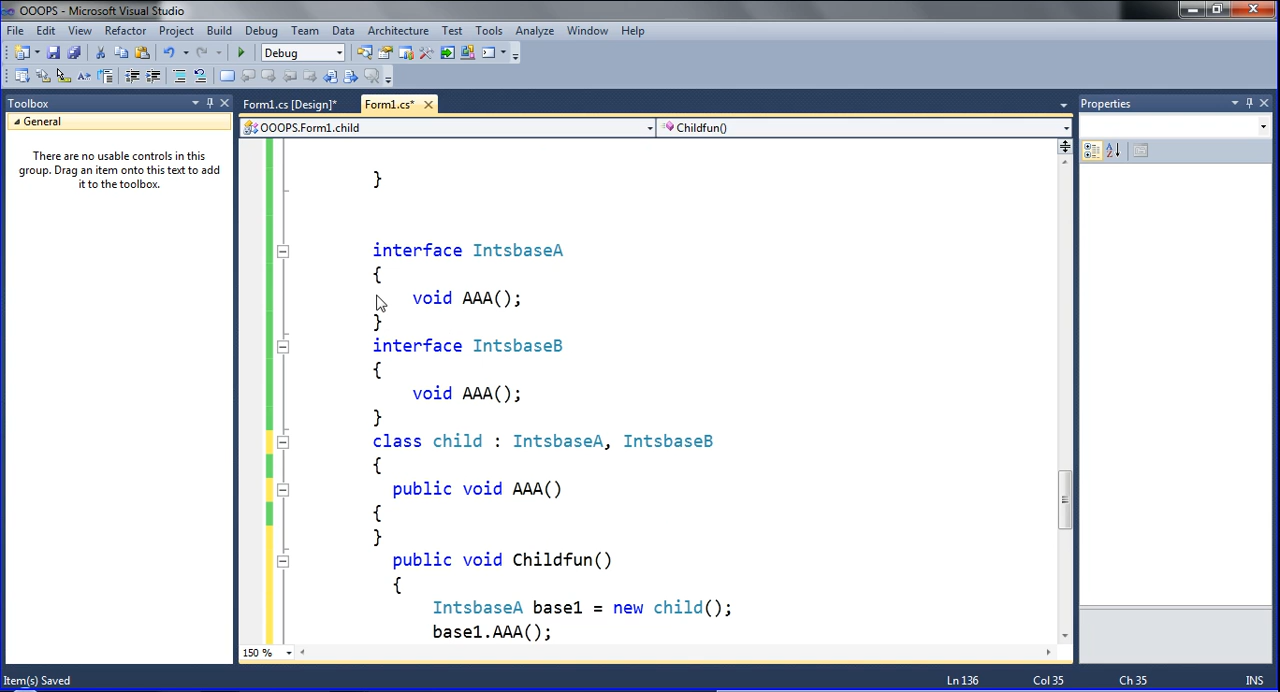 OOOPS - Microsoft Visual Studio
File Edit View Refactor Project Build Debug Team Data Architecture Test Tools Analyze Window Help
Debug
Toolbox
Form1.cs [Design]*
Form1.cs*
Properties
General
OOOPS.Form1.child
Childfun()
There are no usable controls in this
group. Drag an item onto this text to add
it to the toolbox.
}
interface IntsbaseA
{
void AAA();
}
interface IntsbaseB
{
void AAA();
}
class child : IntsbaseA, IntsbaseB
{
public void AAA()
{
}
public void Childfun()
{
IntsbaseA base1 = new child();
base1.AAA();
150 %
Item(s) Saved
Ln 136
Col 35
Ch 35
INS